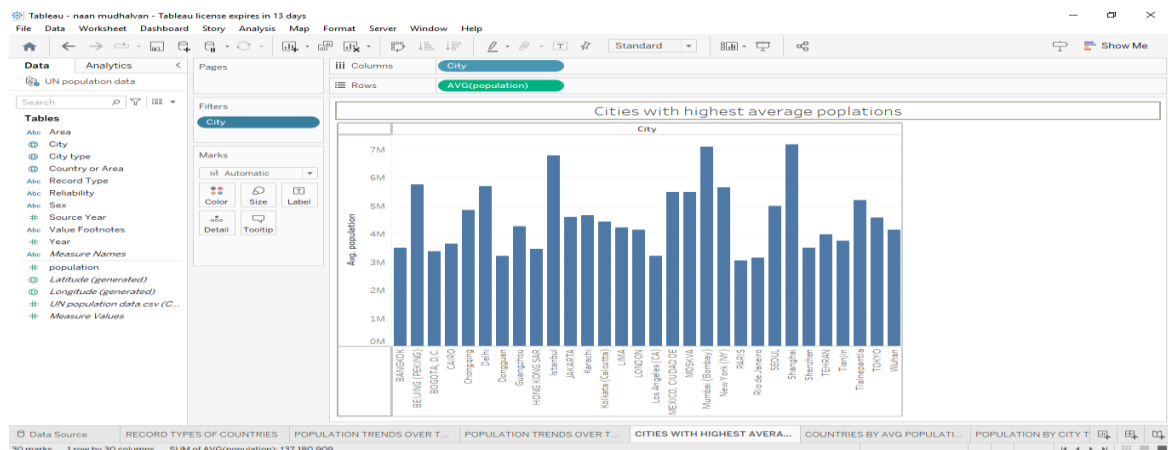 Tableau - naan mudhalvan - Tableau license expires in 13 days
File Data Worksheet Dashboard Story Analysis Map Format Server Window Help
Standard
Show Me
Data Analytics
UN population data
Search
Tables
Abc Area
City
City type
Country or Area
Abc Record Type
Abc Reliability
Abc Sex
# Source Year
Abc Value Footnotes
# Year
Abc Measure Names
# population
Latitude (generated)
Longitude (generated)
# UN population data.csv (C...
# Measure Values
Pages
Filters
City
Marks
Automatic
Color Size Label
Detail Tooltip
iii Columns City
Rows AVG(population)
Cities with highest average poplations
City
Avg. population
7M
6M
5M
4M
3M
2M
1M
0M
BANGKOK
BEIJING (PEKING)
BOGOTA, D.C.
CAIRO
Chongqing
Delhi
Dongguan
Guangzhou
HONG KONG SAR
Istanbul
JAKARTA
Karachi
Kolkata (Calcutta)
LIMA
LONDON
Los Angeles (CA)
MEXICO, CIUDAD DE
MOSKVA
Mumbai (Bombay)
New York (NY)
PARIS
Rio de Janeiro
SEOUL
Shanghai
Shenzhen
TEHRAN
Tianjin
Tlalnepantla
TOKYO
Wuhan
Data Source RECORD TYPES OF COUNTRIES POPULATION TRENDS OVER T... POPULATION TRENDS OVER T... CITIES WITH HIGHEST AVERA... COUNTRIES BY AVG POPULATI... POPULATION BY CITY T
30 marks 1 row by 30 columns SUM of AVG(population): 137,180,909